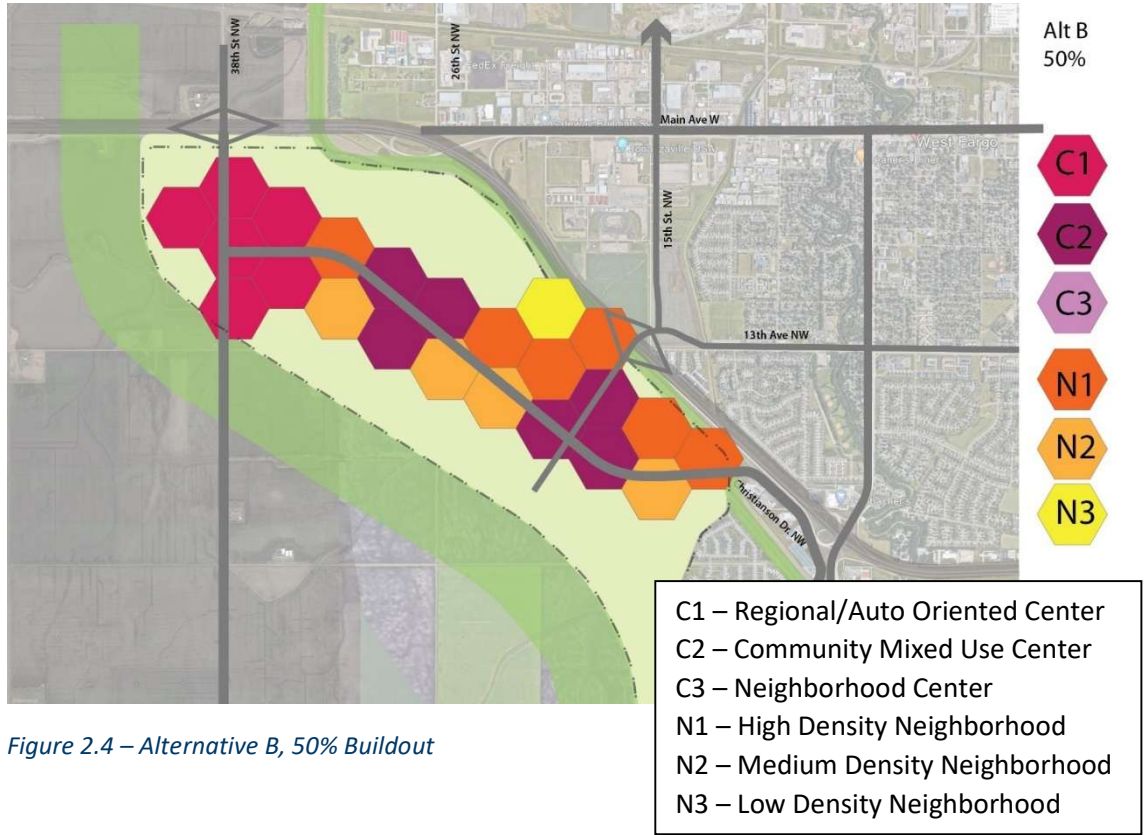 38th St NW
26th St NW
Alt B
50%
FedEx Freight
Main Ave W
West Fargo
15th St. NW
13th Ave NW
Christianson Dr. NW
C1
C2
C3
N1
N2
N3
C1 – Regional/Auto Oriented Center
C2 – Community Mixed Use Center
C3 – Neighborhood Center
N1 – High Density Neighborhood
N2 – Medium Density Neighborhood
N3 – Low Density Neighborhood
Figure 2.4 – Alternative B, 50% Buildout